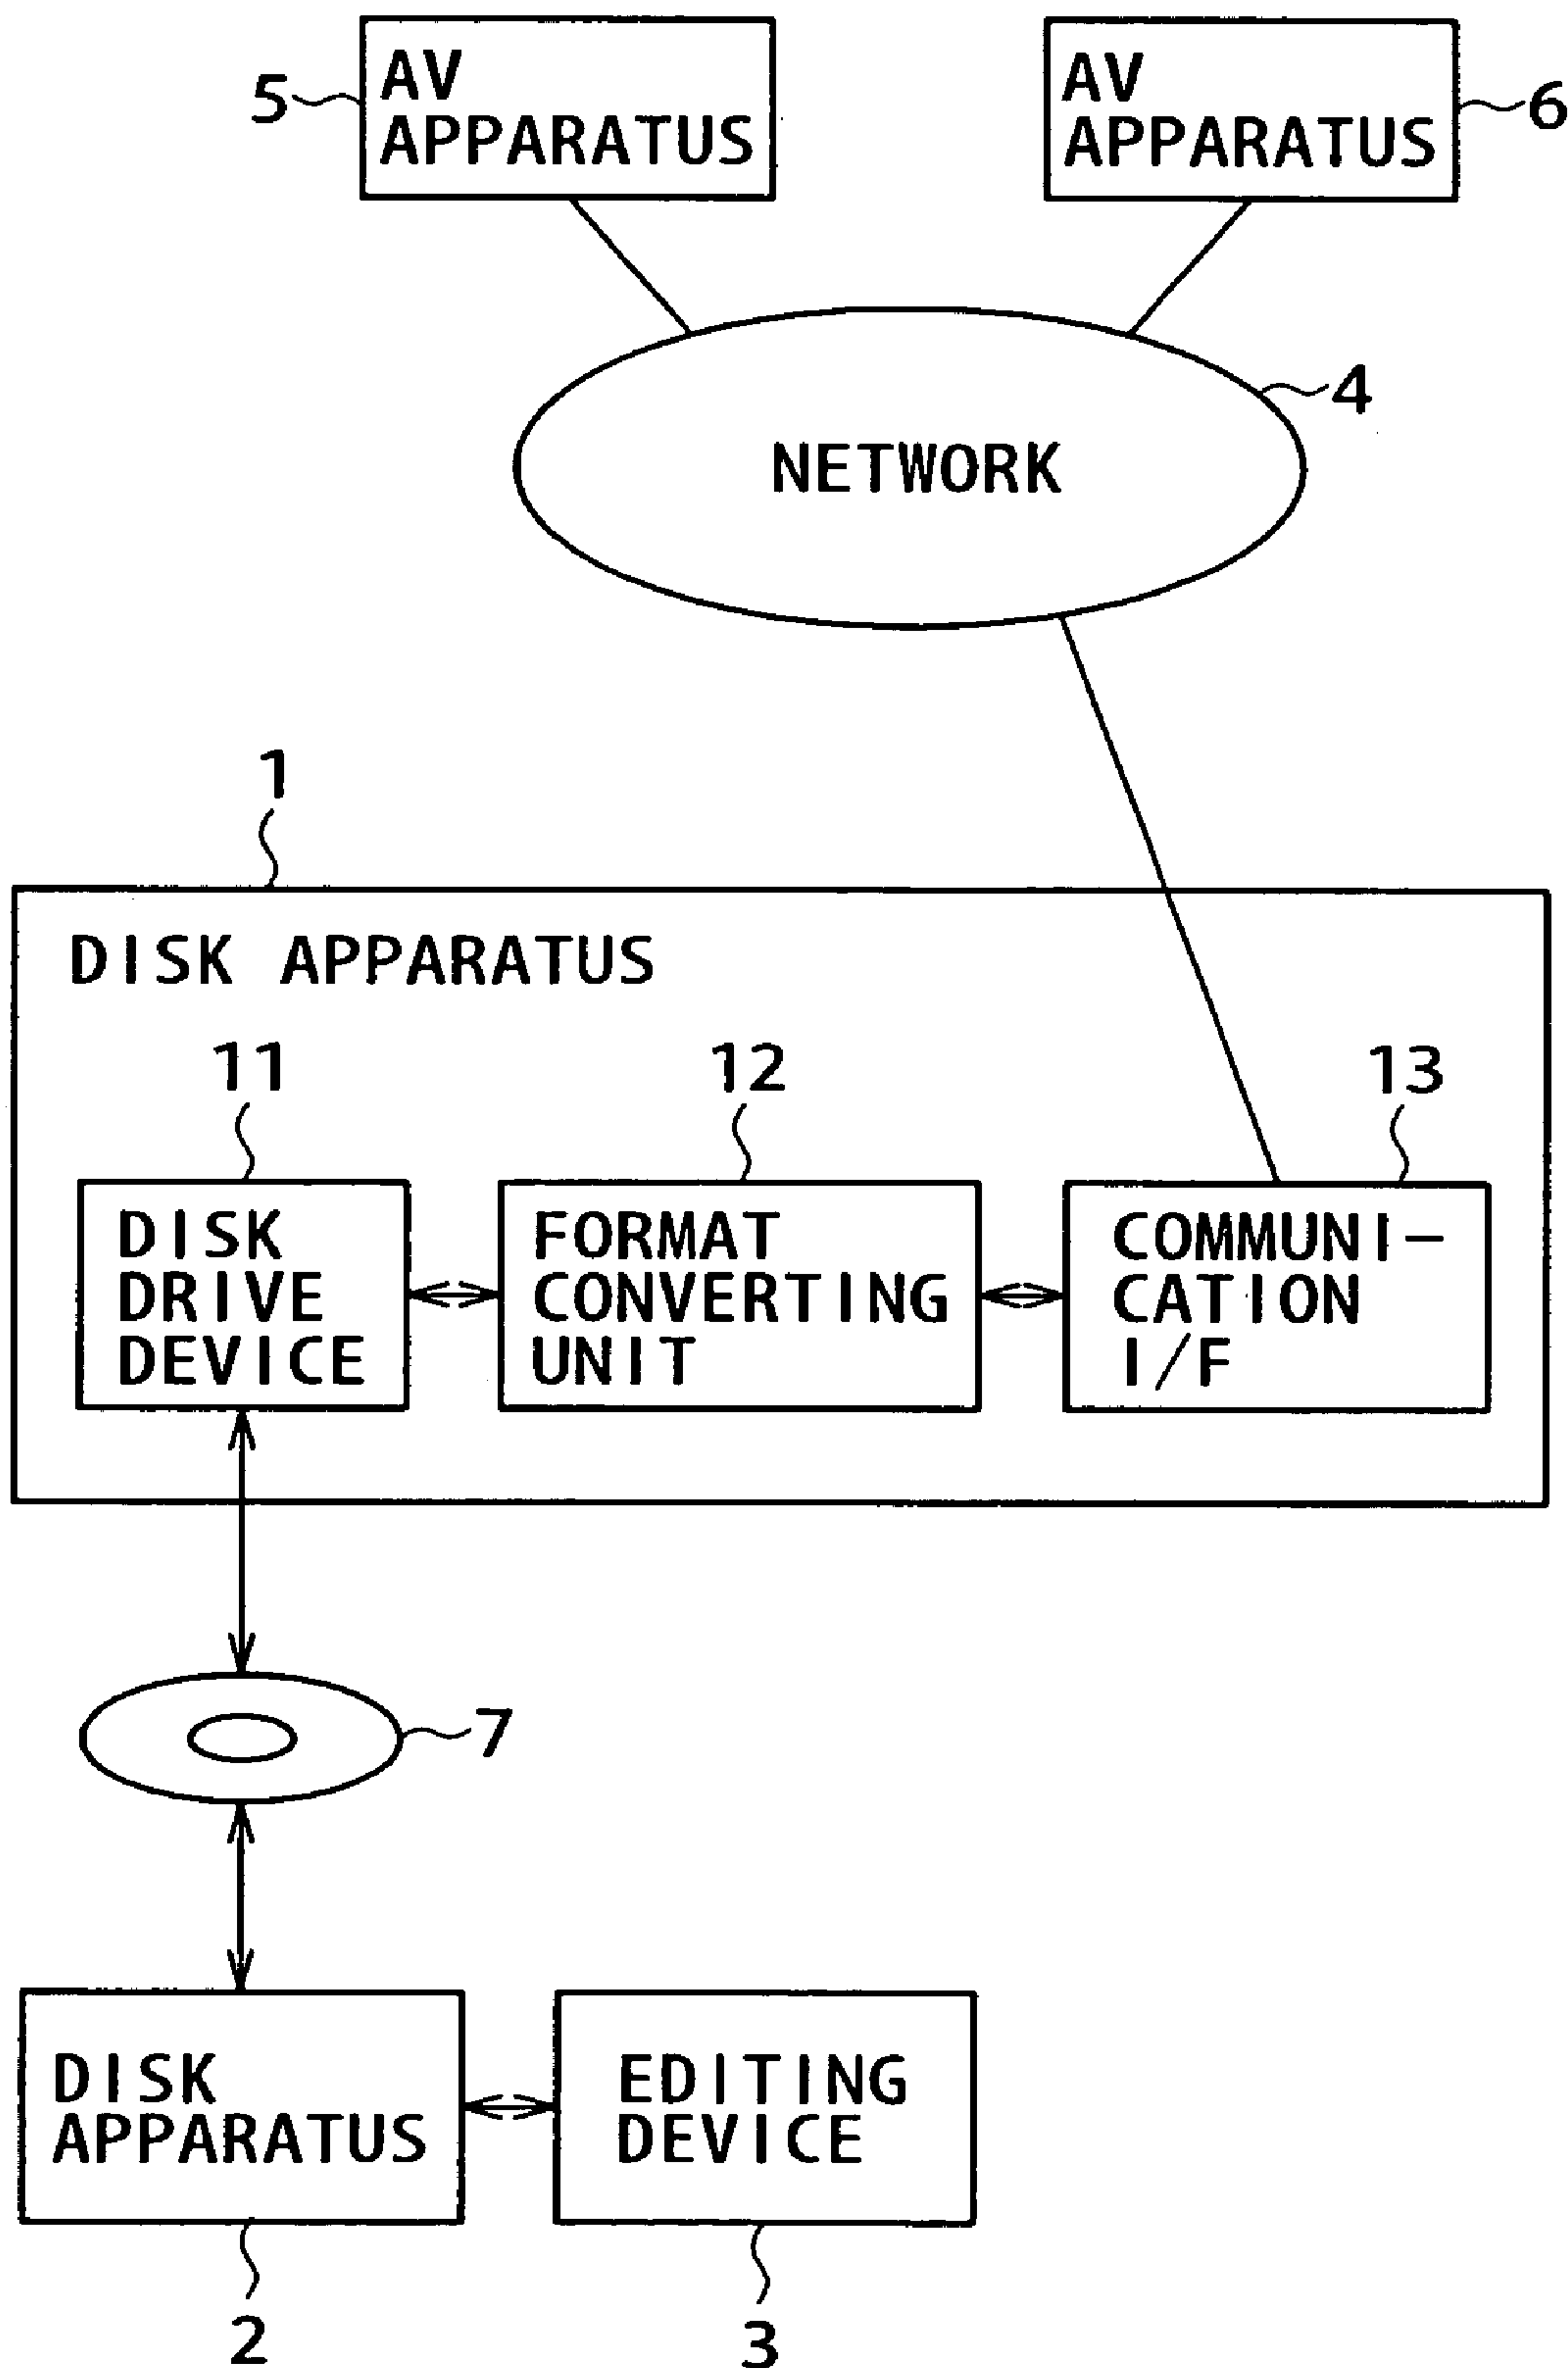 5
AV
APPARATUS
AV
APPARATUS
6
4
NETWORK
1
DISK APPARATUS
11
12
13
DISK
DRIVE
DEVICE
FORMAT
CONVERTING
UNIT
COMMUNI-
CATION
I/F
7
DISK
APPARATUS
EDITING
DEVICE
2
3